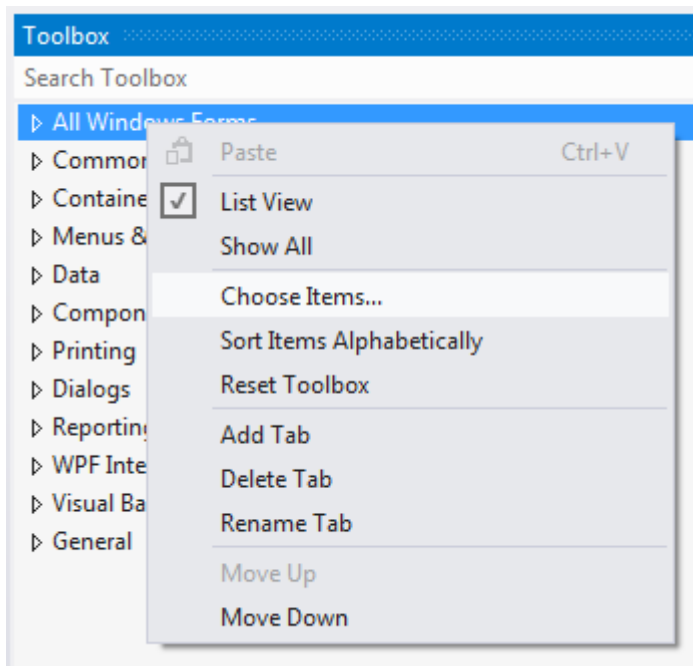 Toolbox
Search Toolbox
All Windows Forms
Common
Containe
Menus &
Data
Compon
Printing
Dialogs
Reporting
WPF Inte
Visual Ba
General
Paste Ctrl+V
List View
Show All
Choose Items...
Sort Items Alphabetically
Reset Toolbox
Add Tab
Delete Tab
Rename Tab
Move Up
Move Down